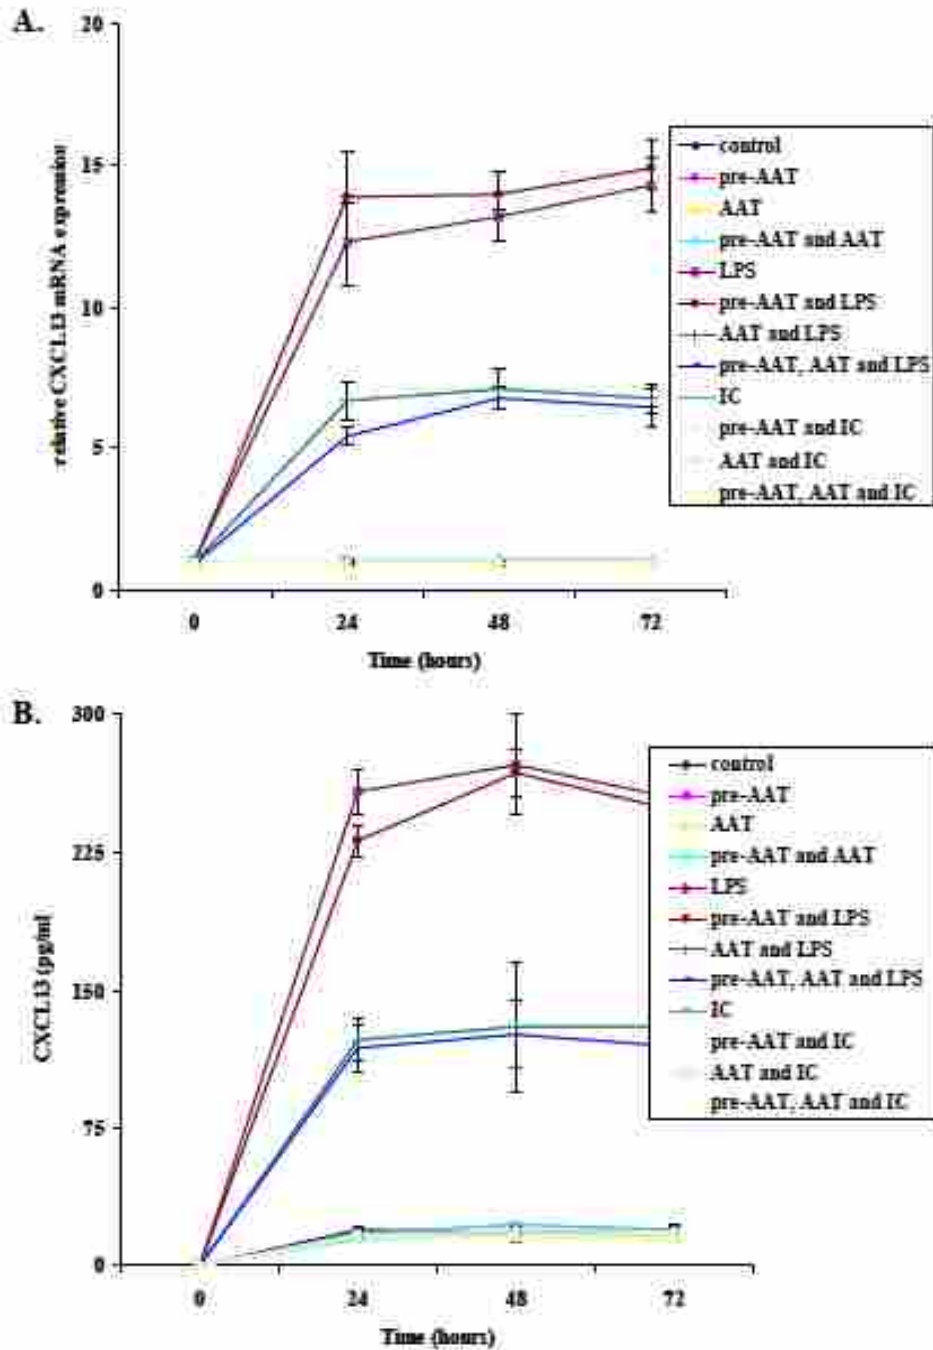 A.
20
15
10
5
0
relative CXCL13 mRNA expression
0 24 48 72
Time (hours)
control
pre-AAT
AAT
pre-AAT and AAT
LPS
pre-AAT and LPS
AAT and LPS
pre-AAT, AAT and LPS
IC
pre-AAT and IC
AAT and IC
pre-AAT, AAT and IC
B.
300
225
150
75
0
CXCL13 (pg/ml)
0 24 48 72
Time (hours)
control
pre-AAT
AAT
pre-AAT and AAT
LPS
pre-AAT and LPS
AAT and LPS
pre-AAT, AAT and LPS
IC
pre-AAT and IC
AAT and IC
pre-AAT, AAT and IC